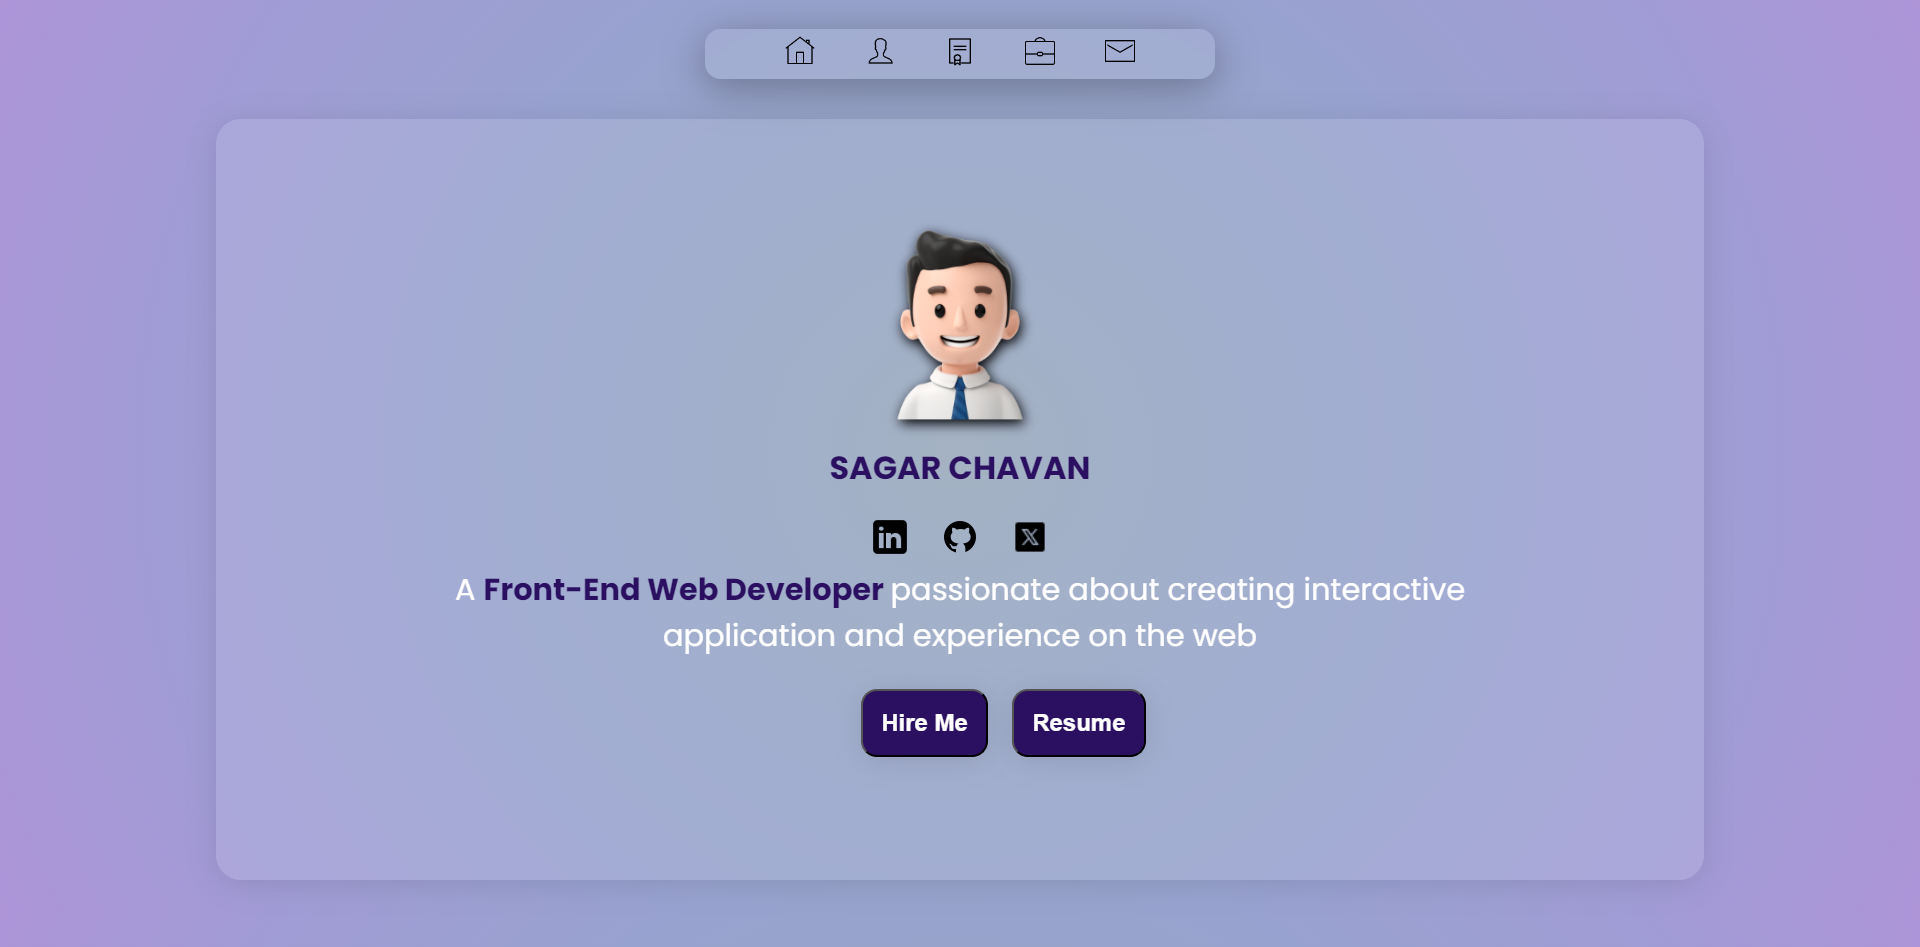 SAGAR CHAVAN
in
X
A Front-End Web Developer passionate about creating interactive
application and experience on the web
Hire Me
Resume